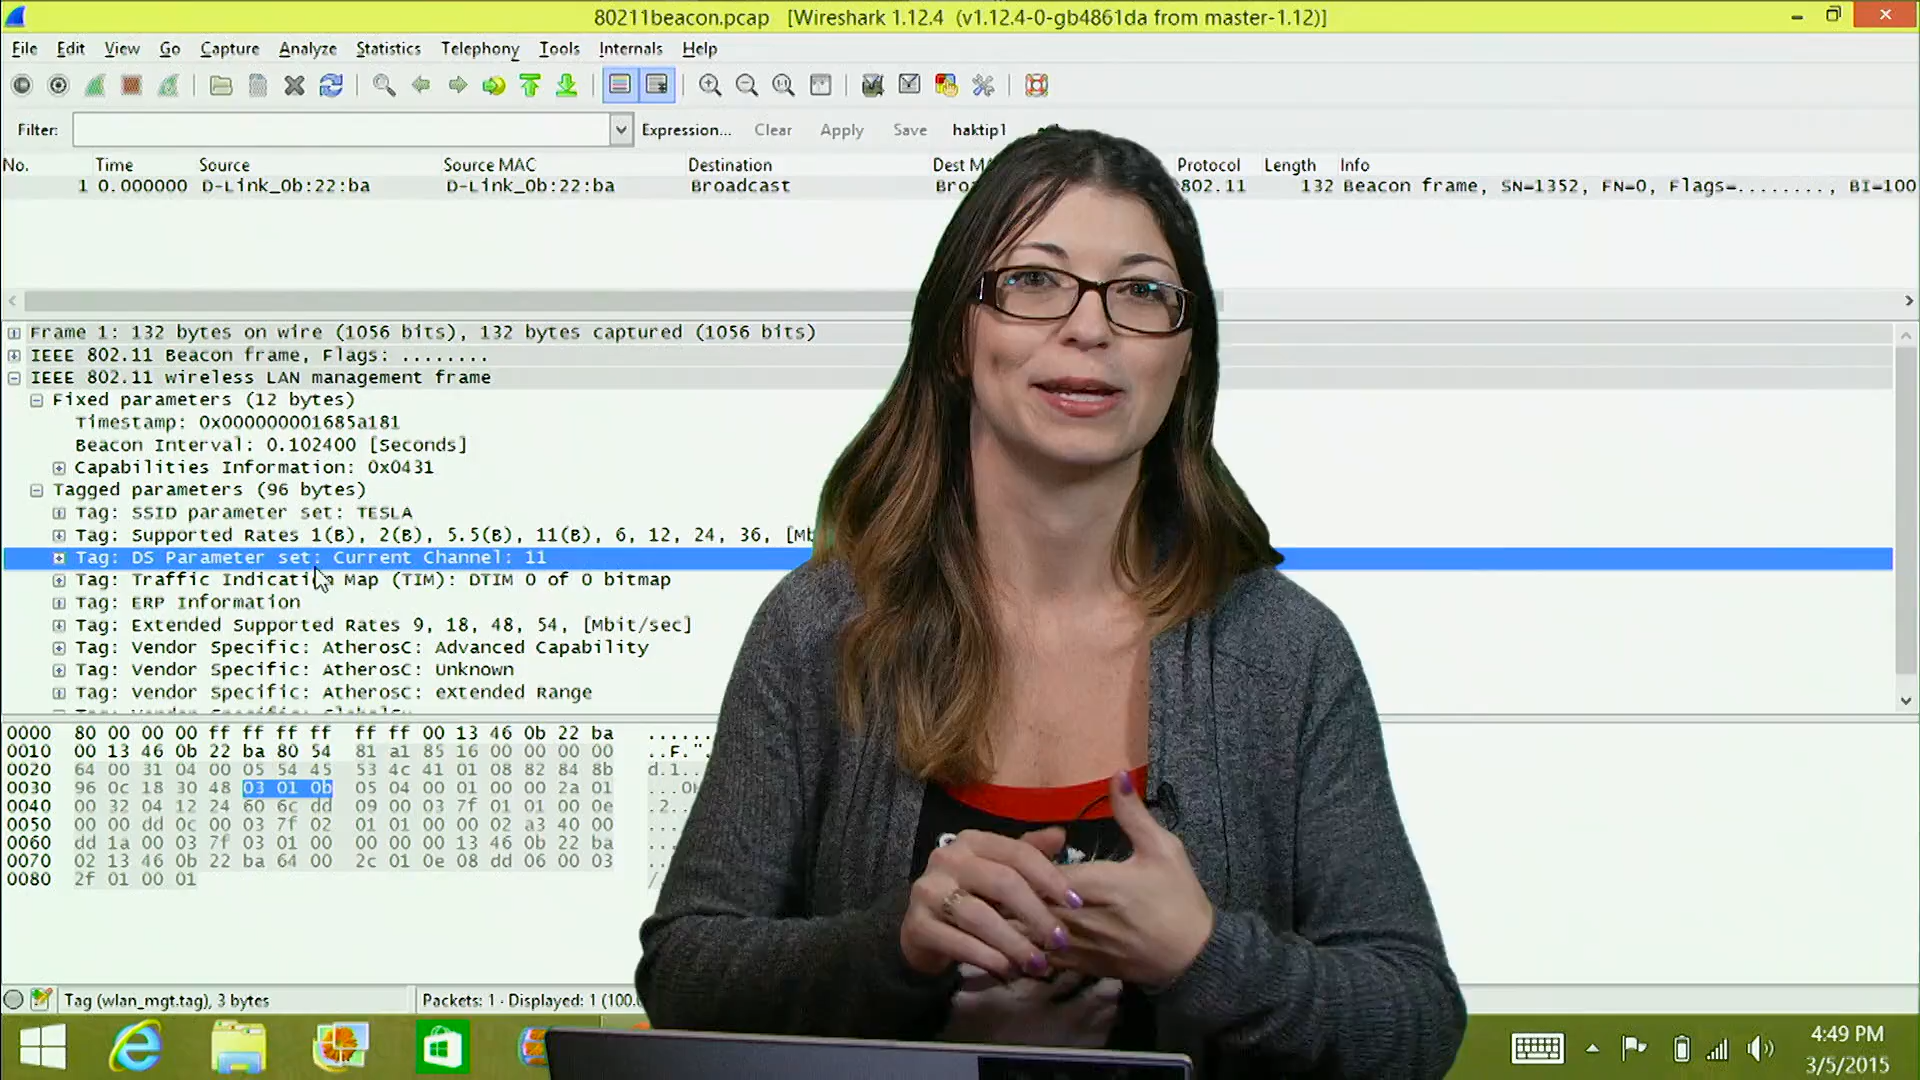 80211beacon.pcap [Wireshark 1.12.4 (v1.12.4-0-gb4861da from master-1.12)]
File Edit View Go Capture Analyze Statistics Telephony Tools Internals Help
Filter: Expression... Clear Apply Save haktip1
No. Time Source Source MAC Destination Dest M Protocol Length Info
1 0.000000 D-Link_0b:22:ba D-Link_0b:22:ba Broadcast Bro 802.11 132 Beacon frame, SN=1352, FN=0, Flags=........, BI=100
Frame 1: 132 bytes on wire (1056 bits), 132 bytes captured (1056 bits)
IEEE 802.11 Beacon frame, Flags: ........
IEEE 802.11 wireless LAN management frame
Fixed parameters (12 bytes)
Timestamp: 0x000000001685a181
Beacon Interval: 0.102400 [Seconds]
Capabilities Information: 0x0431
Tagged parameters (96 bytes)
Tag: SSID parameter set: TESLA
Tag: Supported Rates 1(B), 2(B), 5.5(B), 11(B), 6, 12, 24, 36, [Mb
Tag: DS Parameter set: Current Channel: 11
Tag: Traffic Indication Map (TIM): DTIM 0 of 0 bitmap
Tag: ERP Information
Tag: Extended Supported Rates 9, 18, 48, 54, [Mbit/sec]
Tag: Vendor Specific: AtherosC: Advanced Capability
Tag: Vendor Specific: AtherosC: Unknown
Tag: Vendor Specific: AtherosC: eXtended Range
0000 80 00 00 00 ff ff ff ff ff ff 00 13 46 0b 22 ba ......
0010 00 13 46 0b 22 ba 80 54 81 a1 85 16 00 00 00 00 ..F.".
0020 64 00 31 04 00 05 54 45 53 4c 41 01 08 82 84 8b d.1...
0030 96 0c 18 30 48 03 01 0b 05 04 00 01 00 00 2a 01
0040 00 32 04 12 24 60 6c dd 09 00 03 7f 01 01 00 0e .2..
0050 00 00 dd 0c 00 03 7f 02 01 01 00 00 02 a3 40 00
0060 dd 1a 00 03 7f 03 01 00 00 00 00 13 46 0b 22 ba
0070 02 13 46 0b 22 ba 64 00 2c 01 0e 08 dd 06 00 03
0080 2f 01 00 01 /.
Tag (wlan_mgt.tag), 3 bytes Packets: 1 · Displayed: 1 (100.
4:49 PM
3/5/2015